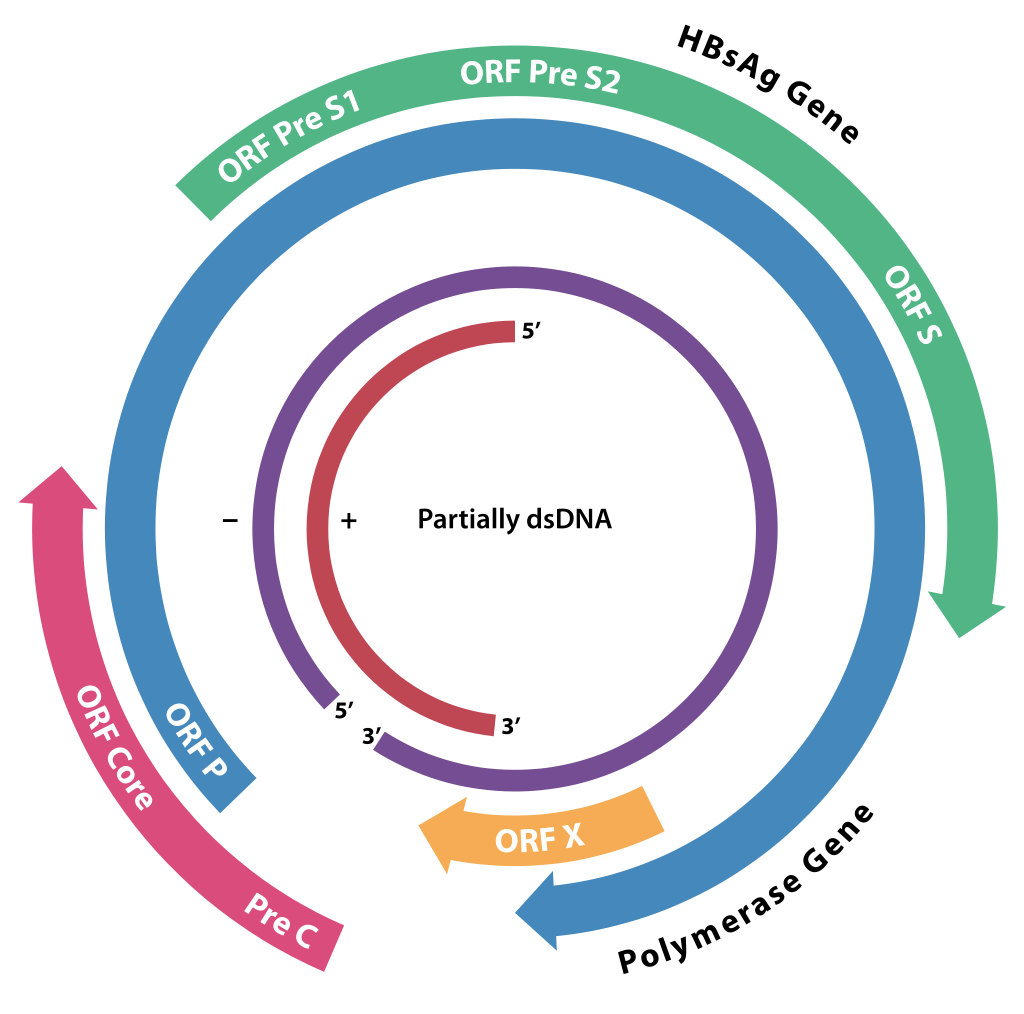 HBsAg Gene
ORF Pre S1
ORF Pre S2
ORF S
5’
–
+
Partially dsDNA
5’
3’
3’
ORF P
ORF Core
Pre C
ORF X
Polymerase Gene